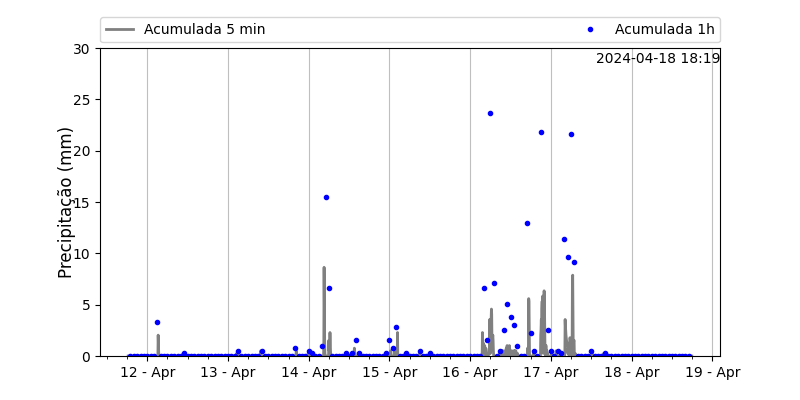 Acumulada 5 min Acumulada 1h
2024-04-18 18:19
30
25
20
15
10
5
0
Precipitação (mm)
12 - Apr 13 - Apr 14 - Apr 15 - Apr 16 - Apr 17 - Apr 18 - Apr 19 - Apr